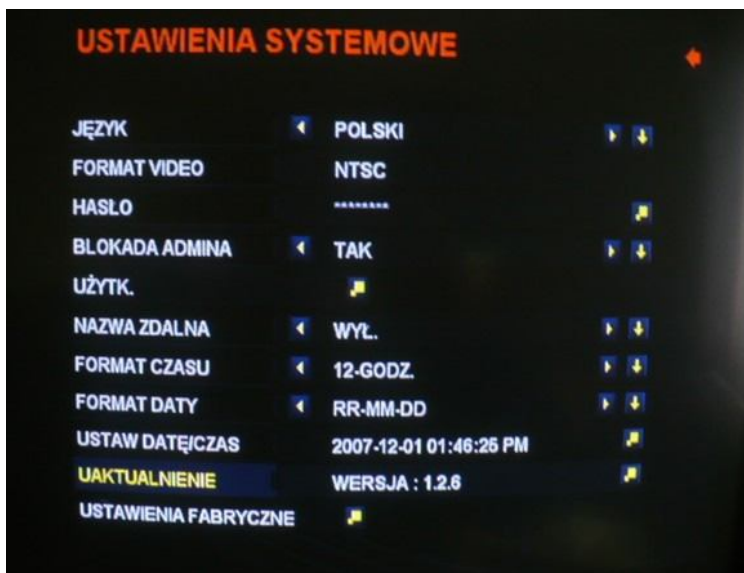 USTAWIENIA SYSTEMOWE
JĘZYK POLSKI
FORMAT VIDEO NTSC
HASŁO ********
BLOKADA ADMINA TAK
UŻYTK.
NAZWA ZDALNA WYŁ.
FORMAT CZASU 12-GODZ.
FORMAT DATY RR-MM-DD
USTAW DATĘ/CZAS 2007-12-01 01:46:25 PM
UAKTUALNIENIE WERSJA : 1.2.6
USTAWIENIA FABRYCZNE